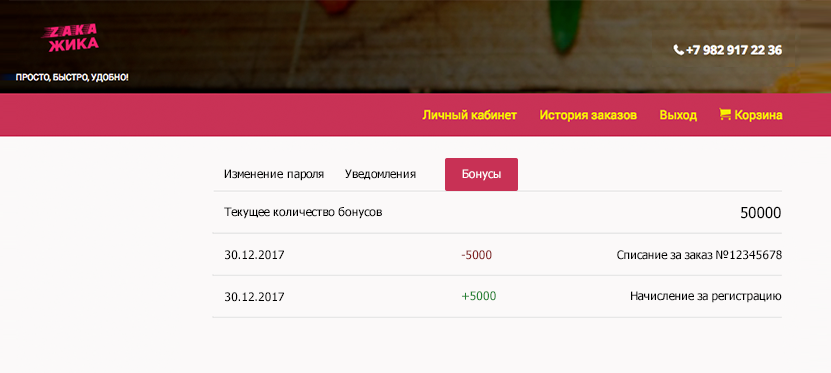 ZAKA
ЖИКА
+7 982 917 22 36
ПРОСТО, БЫСТРО, УДОБНО!
Личный кабинет История заказов Выход Корзина
Изменение пароля Уведомления Бонусы
Текущее количество бонусов 50000
30.12.2017 -5000 Списание за заказ №12345678
30.12.2017 +5000 Начисление за регистрацию